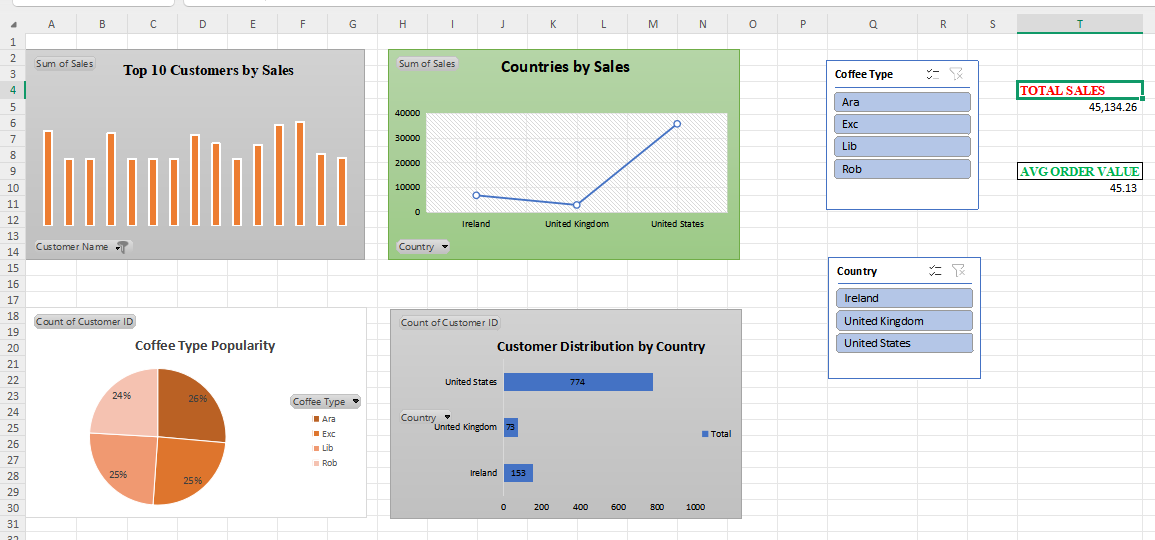 A B C D E F G H I J K L M N O P Q R S T
1
2
3
4
5
6
7
8
9
10
11
12
13
14
15
16
17
18
19
20
21
22
23
24
25
26
27
28
29
30
31
32
Sum of Sales
Top 10 Customers by Sales
Customer Name
Sum of Sales
Countries by Sales
40000
30000
20000
10000
0
Ireland United Kingdom United States
Country
Coffee Type
Ara
Exc
Lib
Rob
TOTAL SALES
45,134.26
AVG ORDER VALUE
45.13
Country
Ireland
United Kingdom
United States
Count of Customer ID
Coffee Type Popularity
24% 26%
25% 25%
Coffee Type
Ara
Exc
Lib
Rob
Count of Customer ID
Customer Distribution by Country
United States 774
Country
United Kingdom 73
Total
Ireland 153
0 200 400 600 800 1000